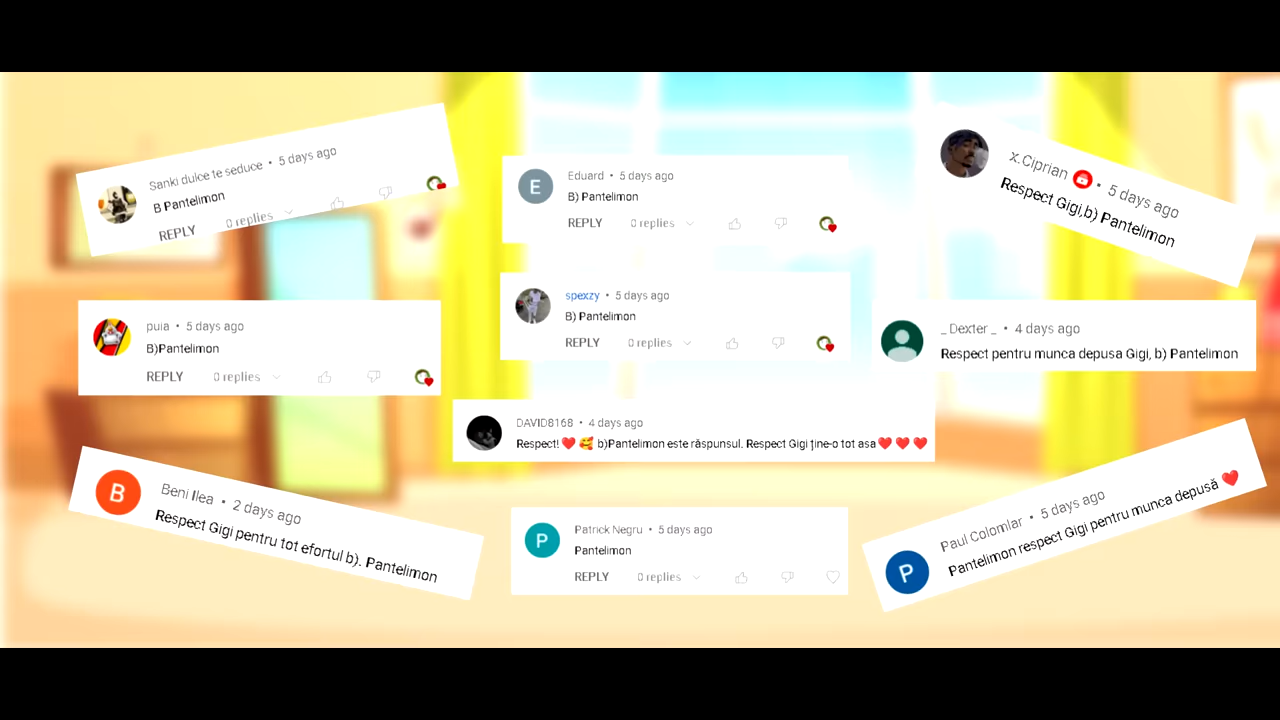 Sanki dulce te seduce • 5 days ago
B Pantelimon
REPLY 0 replies
Eduard • 5 days ago
B) Pantelimon
REPLY 0 replies
x.Ciprian • 5 days ago
Respect Gigi,b) Pantelimon
puia • 5 days ago
B)Pantelimon
REPLY 0 replies
spexzy • 5 days ago
B) Pantelimon
REPLY 0 replies
_ Dexter _ • 4 days ago
Respect pentru munca depusa Gigi, b) Pantelimon
DAVID8168 • 4 days ago
Respect! ❤️ 🥰 b)Pantelimon este răspunsul. Respect Gigi ține-o tot asa ❤️ ❤️ ❤️
B
Beni Ilea • 2 days ago
Respect Gigi pentru tot efortul b). Pantelimon
P
Patrick Negru • 5 days ago
Pantelimon
REPLY 0 replies
P
Paul Colomlar • 5 days ago
Pantelimon respect Gigi pentru munca depusă ❤️
E